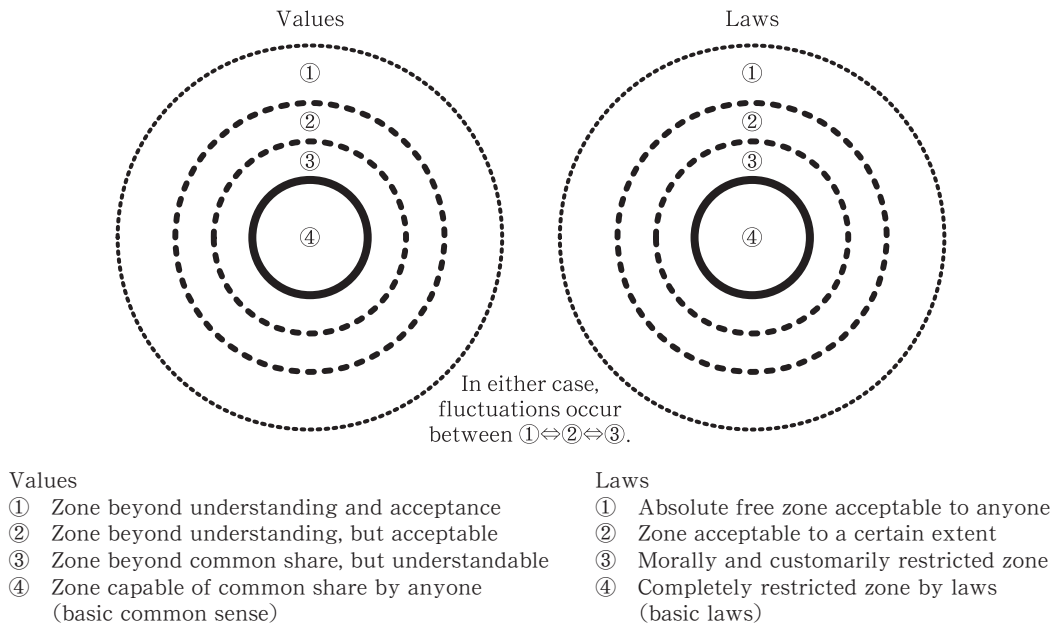 Values
Laws
①
②
③
④
①
②
③
④
In either case,
fluctuations occur
between ①⇔②⇔③.
Values
① Zone beyond understanding and acceptance
② Zone beyond understanding, but acceptable
③ Zone beyond common share, but understandable
④ Zone capable of common share by anyone
(basic common sense)
Laws
① Absolute free zone acceptable to anyone
② Zone acceptable to a certain extent
③ Morally and customarily restricted zone
④ Completely restricted zone by laws
(basic laws)